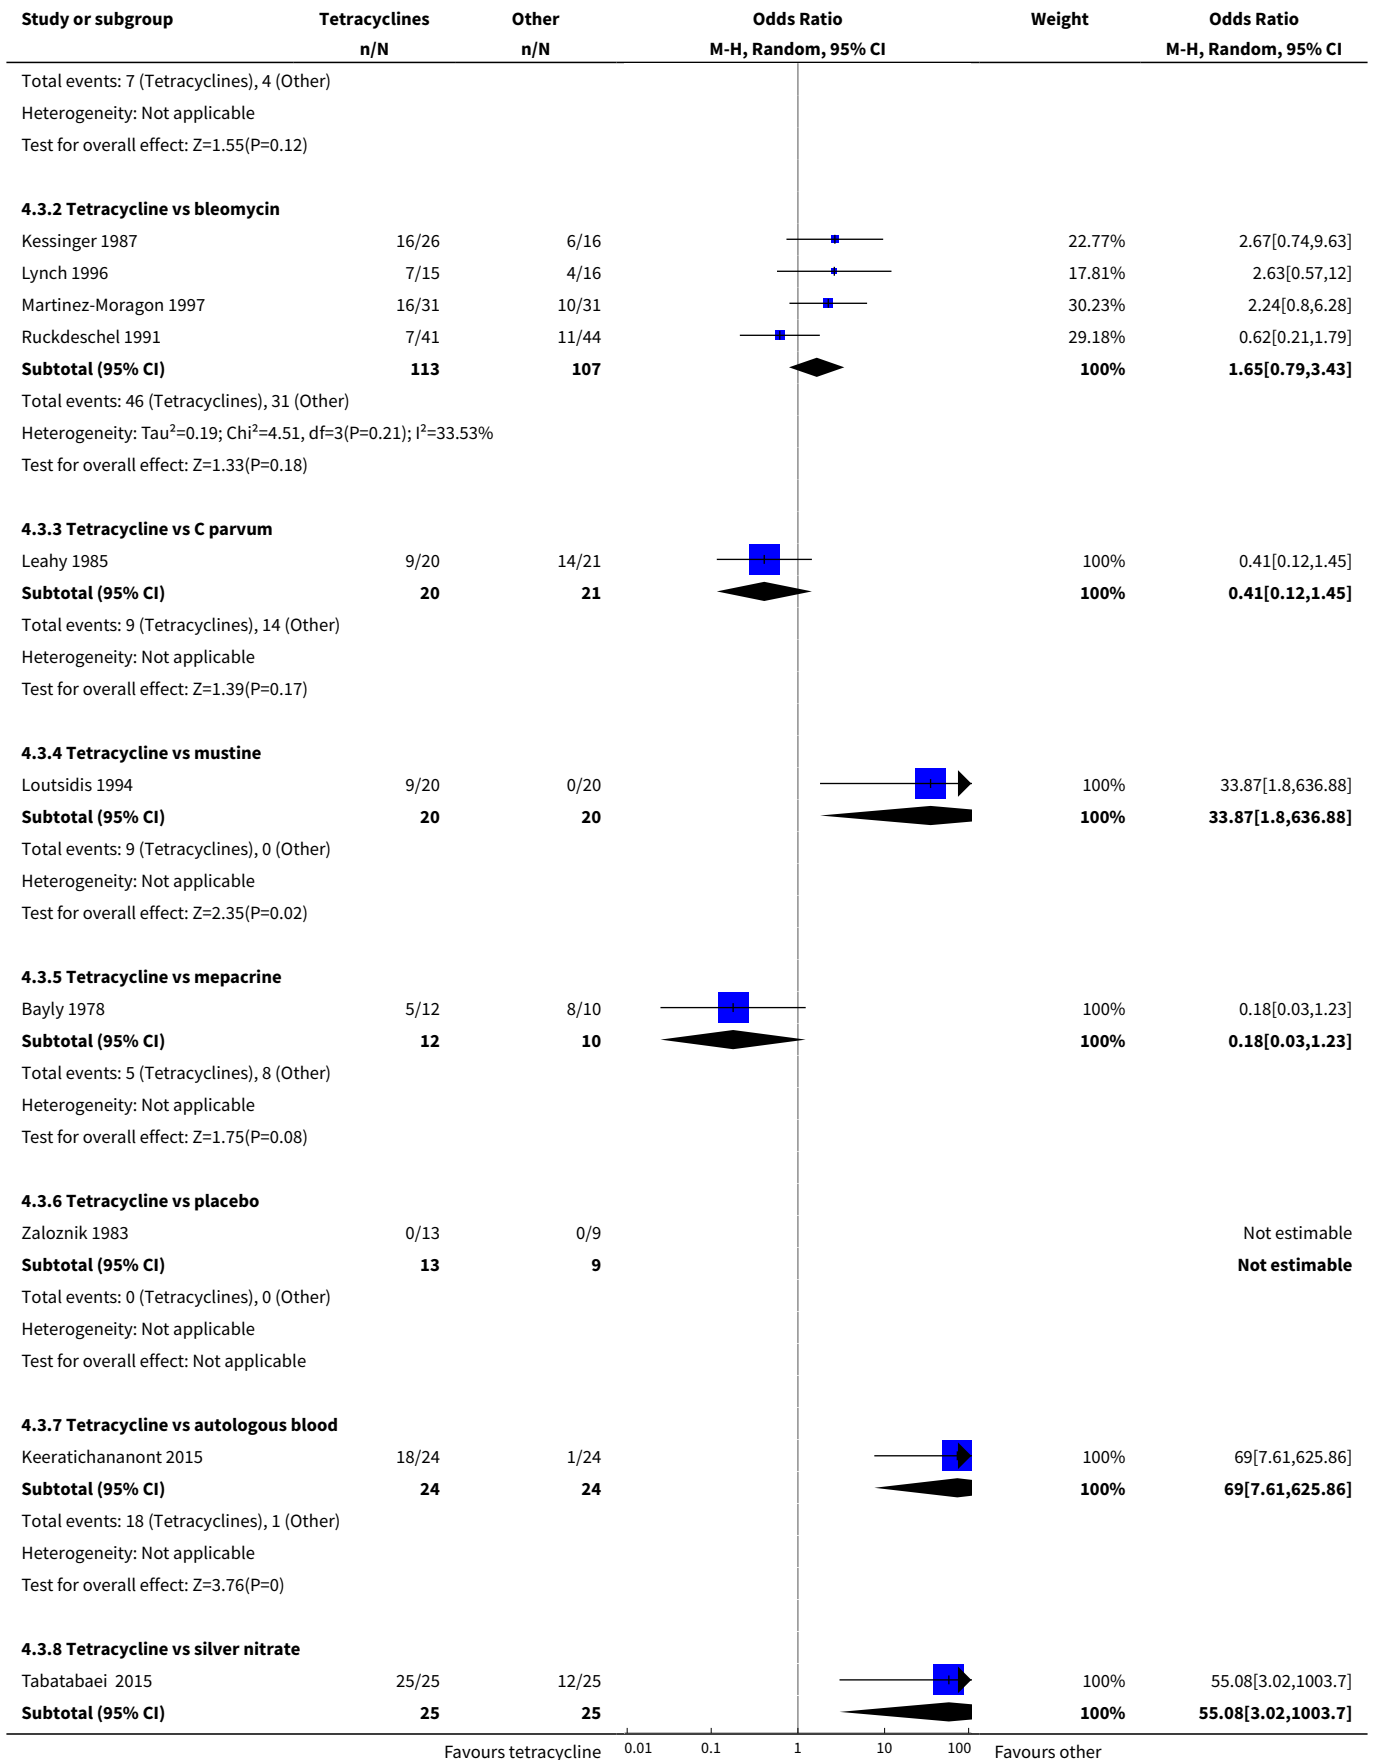 Study or subgroup Tetracyclines Other Odds Ratio Weight Odds Ratio
n/N n/N M-H, Random, 95% CI M-H, Random, 95% CI
Total events: 7 (Tetracyclines), 4 (Other)
Heterogeneity: Not applicable
Test for overall effect: Z=1.55(P=0.12)
4.3.2 Tetracycline vs bleomycin
Kessinger 1987 16/26 6/16 22.77% 2.67[0.74,9.63]
Lynch 1996 7/15 4/16 17.81% 2.63[0.57,12]
Martinez-Moragon 1997 16/31 10/31 30.23% 2.24[0.8,6.28]
Ruckdeschel 1991 7/41 11/44 29.18% 0.62[0.21,1.79]
Subtotal (95% CI) 113 107 100% 1.65[0.79,3.43]
Total events: 46 (Tetracyclines), 31 (Other)
Heterogeneity: Tau²=0.19; Chi²=4.51, df=3(P=0.21); I²=33.53%
Test for overall effect: Z=1.33(P=0.18)
4.3.3 Tetracycline vs C parvum
Leahy 1985 9/20 14/21 100% 0.41[0.12,1.45]
Subtotal (95% CI) 20 21 100% 0.41[0.12,1.45]
Total events: 9 (Tetracyclines), 14 (Other)
Heterogeneity: Not applicable
Test for overall effect: Z=1.39(P=0.17)
4.3.4 Tetracycline vs mustine
Loutsidis 1994 9/20 0/20 100% 33.87[1.8,636.88]
Subtotal (95% CI) 20 20 100% 33.87[1.8,636.88]
Total events: 9 (Tetracyclines), 0 (Other)
Heterogeneity: Not applicable
Test for overall effect: Z=2.35(P=0.02)
4.3.5 Tetracycline vs mepacrine
Bayly 1978 5/12 8/10 100% 0.18[0.03,1.23]
Subtotal (95% CI) 12 10 100% 0.18[0.03,1.23]
Total events: 5 (Tetracyclines), 8 (Other)
Heterogeneity: Not applicable
Test for overall effect: Z=1.75(P=0.08)
4.3.6 Tetracycline vs placebo
Zaloznik 1983 0/13 0/9 Not estimable
Subtotal (95% CI) 13 9 Not estimable
Total events: 0 (Tetracyclines), 0 (Other)
Heterogeneity: Not applicable
Test for overall effect: Not applicable
4.3.7 Tetracycline vs autologous blood
Keeratichananont 2015 18/24 1/24 100% 69[7.61,625.86]
Subtotal (95% CI) 24 24 100% 69[7.61,625.86]
Total events: 18 (Tetracyclines), 1 (Other)
Heterogeneity: Not applicable
Test for overall effect: Z=3.76(P=0)
4.3.8 Tetracycline vs silver nitrate
Tabatabaei 2015 25/25 12/25 100% 55.08[3.02,1003.7]
Subtotal (95% CI) 25 25 100% 55.08[3.02,1003.7]
Favours tetracycline 0.01 0.1 1 10 100 Favours other